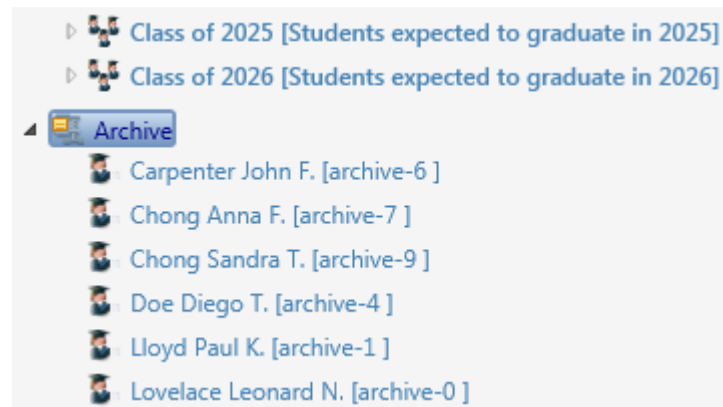 Class of 2025 [Students expected to graduate in 2025]
Class of 2026 [Students expected to graduate in 2026]
Archive
Carpenter John F. [archive-6 ]
Chong Anna F. [archive-7 ]
Chong Sandra T. [archive-9 ]
Doe Diego T. [archive-4 ]
Lloyd Paul K. [archive-1 ]
Lovelace Leonard N. [archive-0 ]